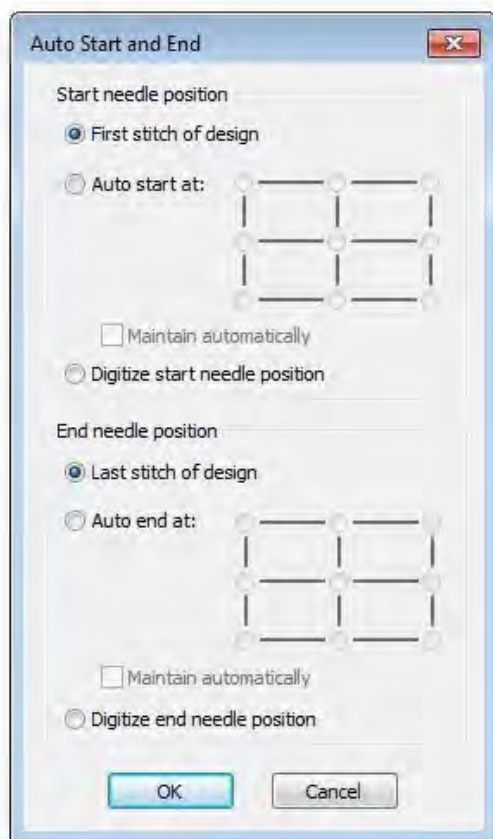 Auto Start and End
Start needle position
First stitch of design
Auto start at:
Maintain automatically
Digitize start needle position
End needle position
Last stitch of design
Auto end at:
Maintain automatically
Digitize end needle position
OK Cancel